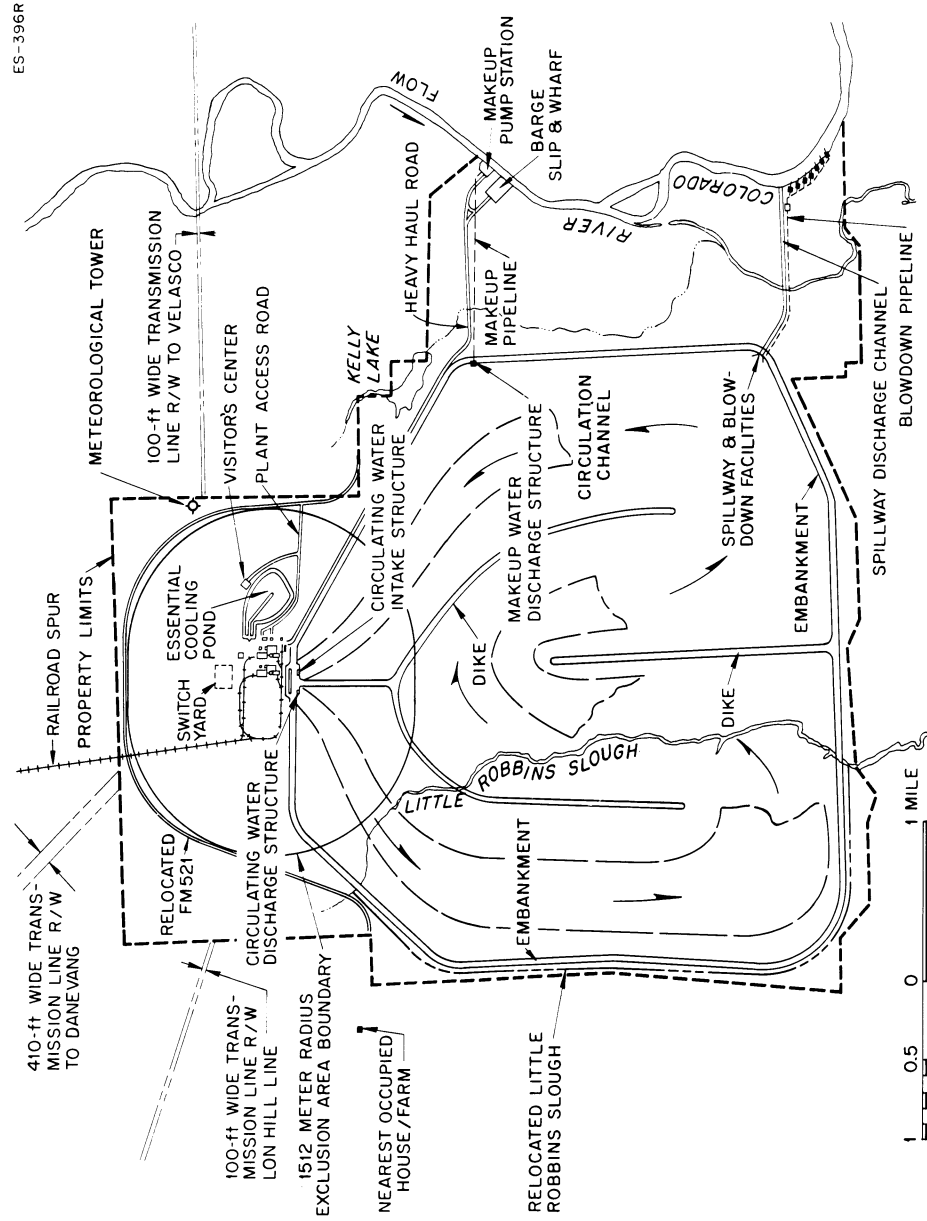 ES-396R
RAILROAD SPUR
PROPERTY LIMITS
METEOROLOGICAL TOWER
100-ft WIDE TRANSMISSION
LINE R/W TO VELASCO
VISITOR'S CENTER
PLANT ACCESS ROAD
KELLY
LAKE
HEAVY HAUL ROAD
FLOW
MAKEUP
PUMP STATION
BARGE
SLIP & WHARF
410-ft WIDE TRANS-
MISSION LINE R/W
TO DANEVANG
RELOCATED
FM521
SWITCH
YARD
ESSENTIAL
COOLING
POND
100-ft WIDE TRANS-
MISSION LINE R/W
LON HILL LINE
1512 METER RADIUS
EXCLUSION AREA BOUNDARY
CIRCULATING WATER
DISCHARGE STRUCTURE
CIRCULATING WATER
INTAKE STRUCTURE
MAKEUP
PIPELINE
RIVER
COLORADO
NEAREST OCCUPIED
HOUSE/FARM
LITTLE ROBBINS SLOUGH
DIKE
MAKEUP WATER
DISCHARGE STRUCTURE
CIRCULATION
CHANNEL
EMBANKMENT
RELOCATED LITTLE
ROBBINS SLOUGH
DIKE
SPILLWAY & BLOW-
DOWN FACILITIES
EMBANKMENT
SPILLWAY DISCHARGE CHANNEL
BLOWDOWN PIPELINE
1 0.5 0 1 MILE